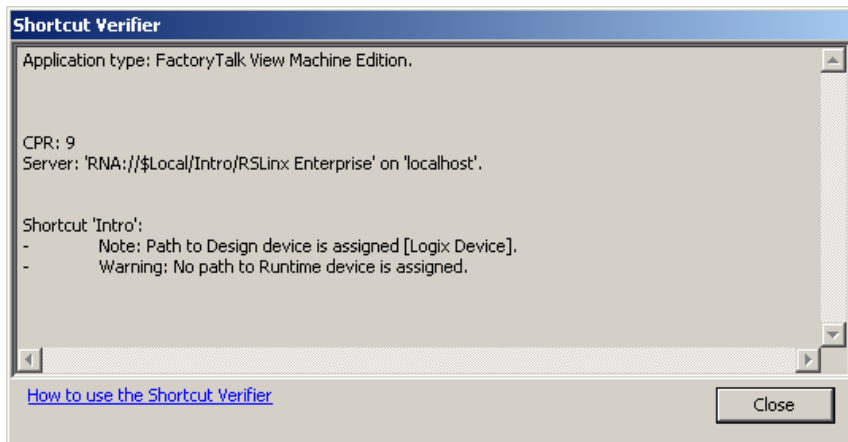 Shortcut Verifier
Application type: FactoryTalk View Machine Edition.
CPR: 9
Server: 'RNA://$Local/Intro/RSLinx Enterprise' on 'localhost'.
Shortcut 'Intro':
- Note: Path to Design device is assigned [Logix Device].
- Warning: No path to Runtime device is assigned.
How to use the Shortcut Verifier
Close